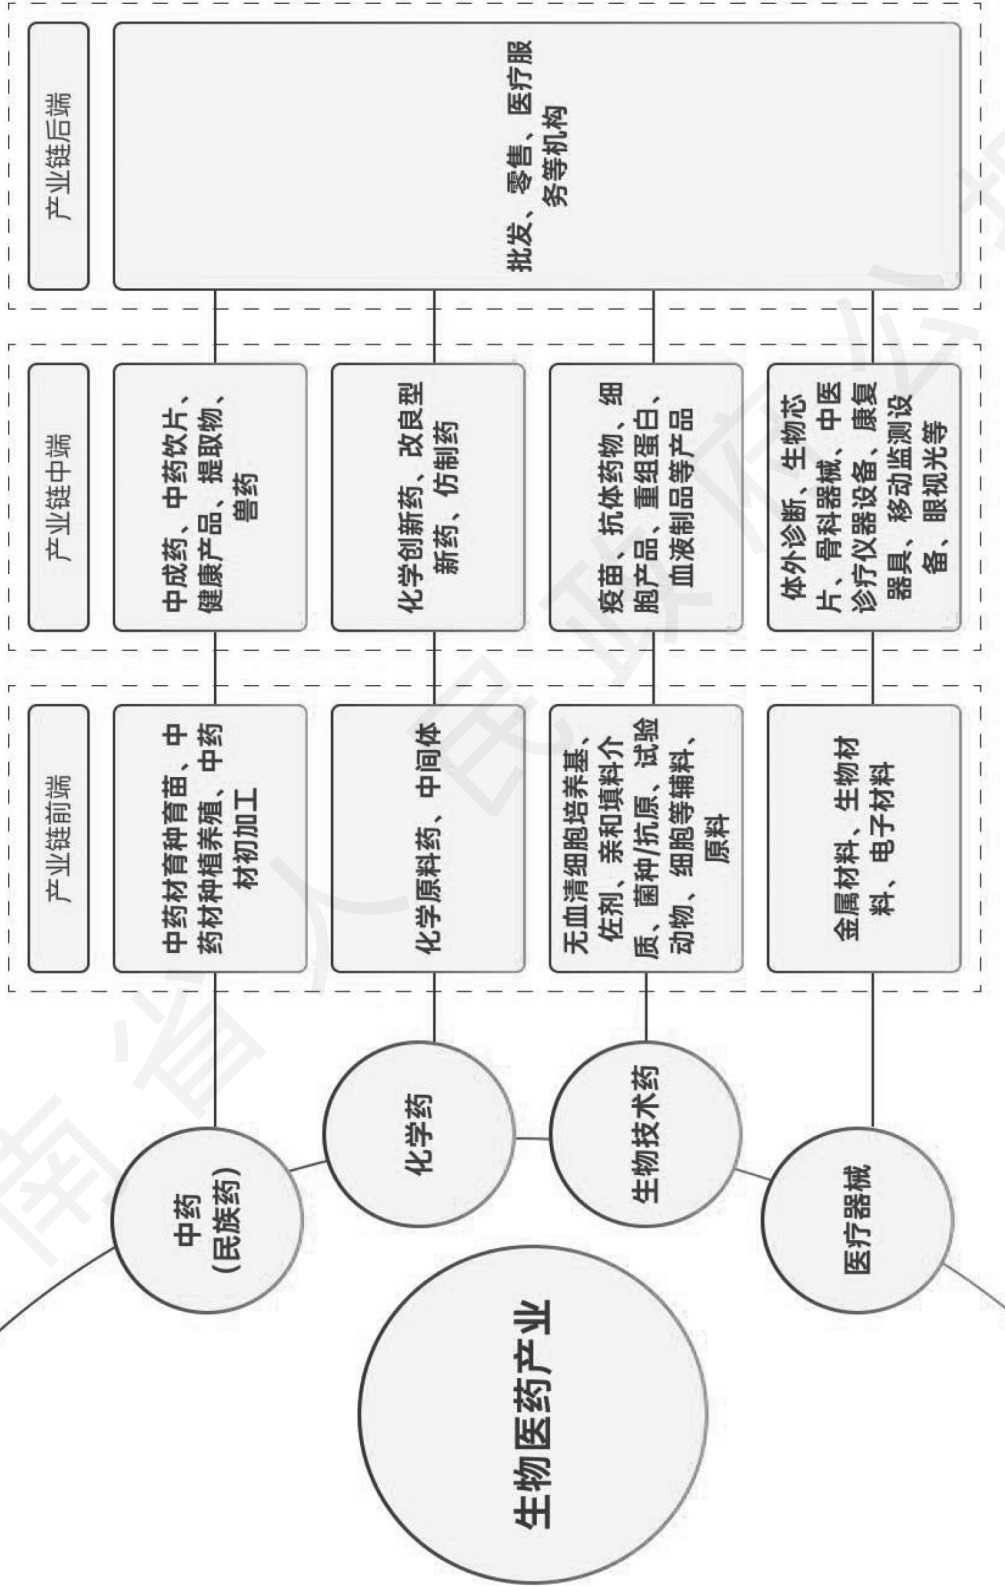 生物医药产业
中药
(民族药)
化学药
生物技术药
医疗器械
产业链前端
中药材育种育苗、中
药材种植养殖、中药
材初加工
化学原料药、中间体
无血清细胞培养基、
佐剂、亲和填料介
质、菌种/抗原、试验
动物、细胞等辅料、
原料
金属材料、生物材
料、电子材料
产业链中端
中成药、中药饮片、
健康产品、提取物、
兽药
化学创新药、改良型
新药、仿制药
疫苗、抗体药物、细
胞产品、重组蛋白、
血液制品等产品
体外诊断、生物芯
片、骨科器械、中医
诊疗仪器设备、康复
器具、移动监测设
备、眼视光等
产业链后端
批发、零售、医疗服
务等机构
南省人民政府公报